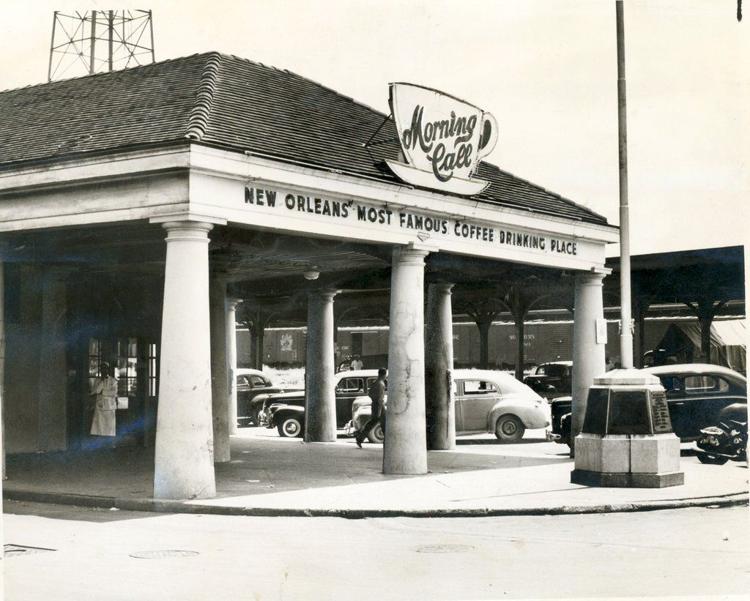 Morning
Call
NEW ORLEANS" MOST FAMOUS COFFEE DRINKING PLACE